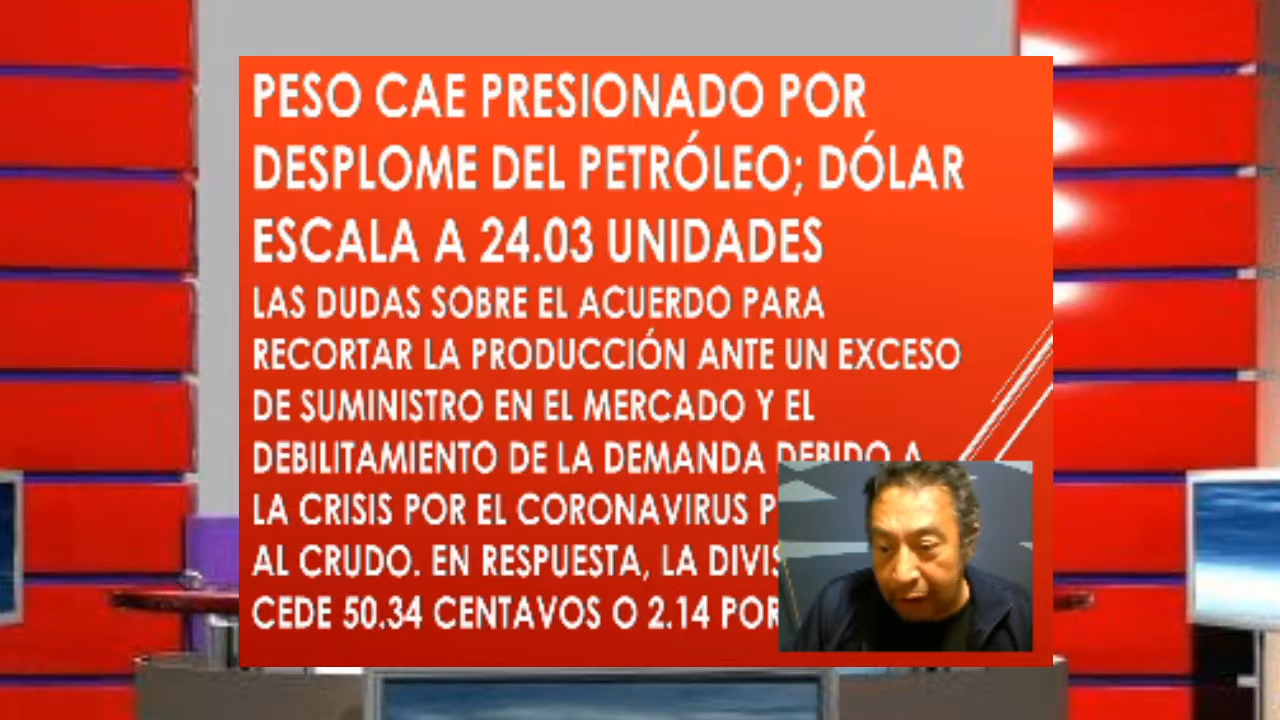 PESO CAE PRESIONADO POR
DESPLOME DEL PETRÓLEO; DÓLAR
ESCALA A 24.03 UNIDADES
LAS DUDAS SOBRE EL ACUERDO PARA
RECORTAR LA PRODUCCIÓN ANTE UN EXCESO
DE SUMINISTRO EN EL MERCADO Y EL
DEBILITAMIENTO DE LA DEMANDA DEBIDO A
LA CRISIS POR EL CORONAVIRUS
AL CRUDO. EN RESPUESTA, LA
CEDE 50.34 CENTAVOS O 2.14